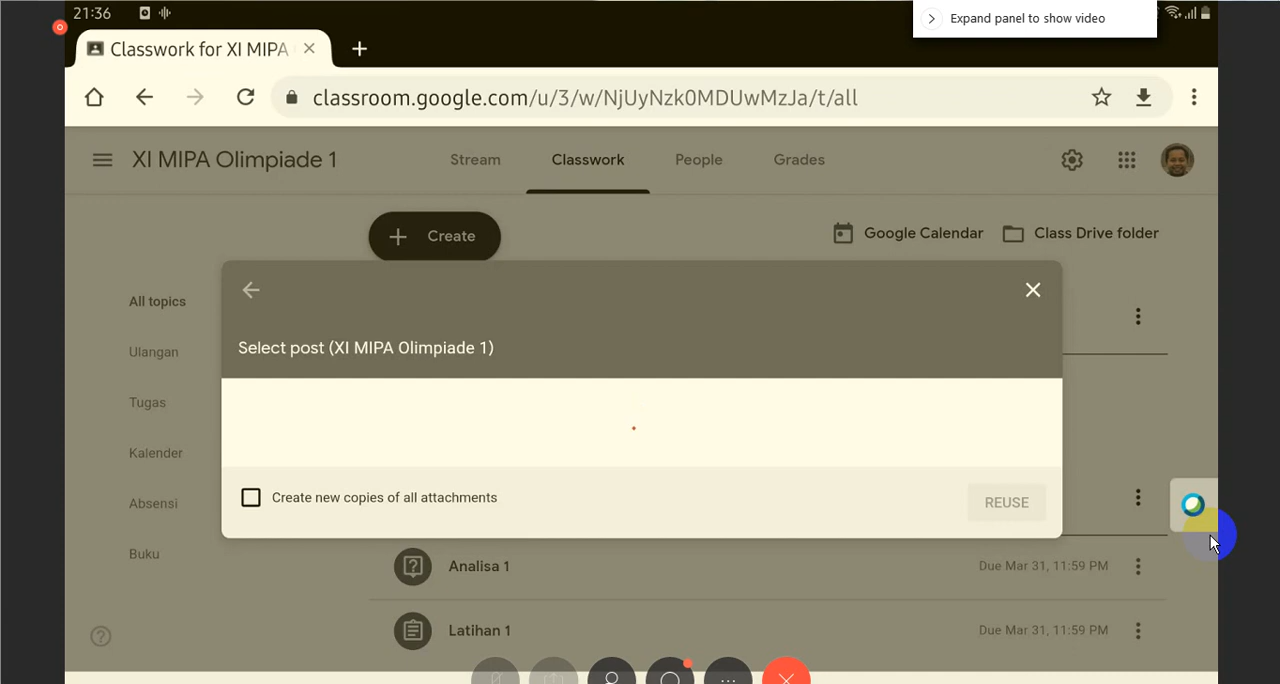 21:36
Expand panel to show video
Classwork for XI MIPA
classroom.google.com/u/3/w/NjUyNzk0MDUwMzJa/t/all
XI MIPA Olimpiade 1
Stream
Classwork
People
Grades
Create
Google Calendar
Class Drive folder
All topics
Ulangan
Tugas
Kalender
Absensi
Buku
Select post (XI MIPA Olimpiade 1)
Create new copies of all attachments
REUSE
Analisa 1
Due Mar 31, 11:59 PM
Latihan 1
Due Mar 31, 11:59 PM